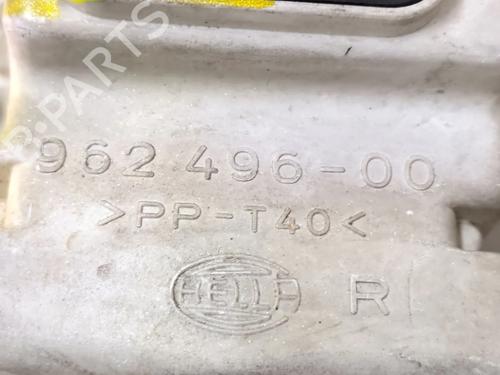 B-PARTS
962 496-00
>PP-T40<
HELLA R